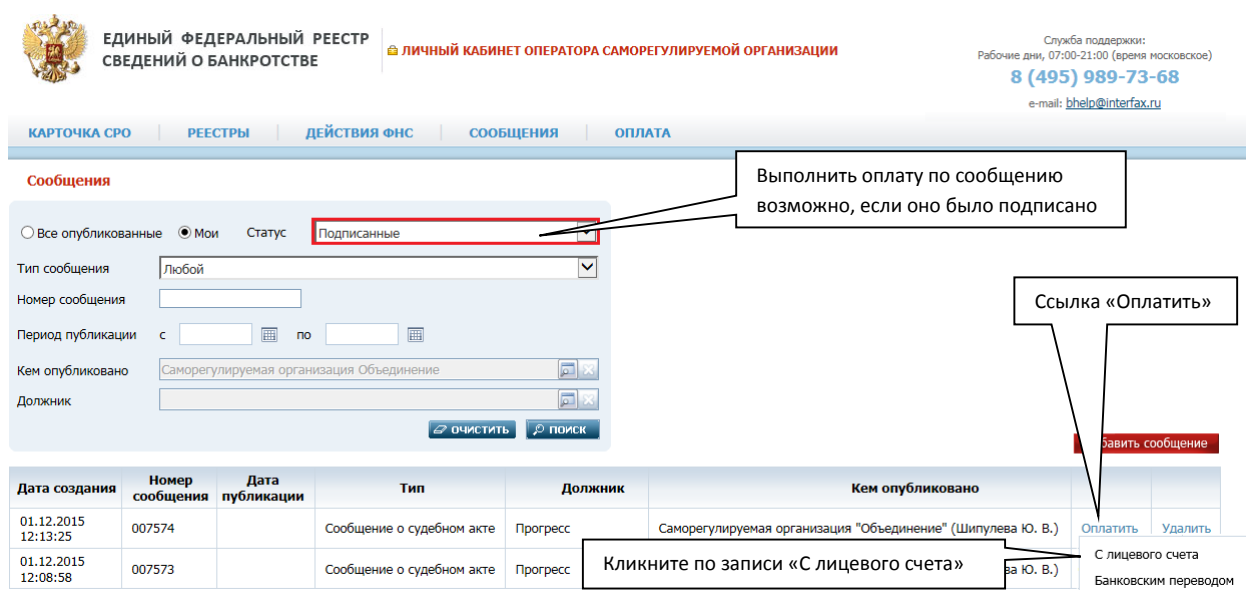 ЕДИНЫЙ ФЕДЕРАЛЬНЫЙ РЕЕСТР
СВЕДЕНИЙ О БАНКРОТСТВЕ
ЛИЧНЫЙ КАБИНЕТ ОПЕРАТОРА САМОРЕГУЛИРУЕМОЙ ОРГАНИЗАЦИИ
Служба поддержки:
Рабочие дни, 07:00-21:00 (время московское)
8 (495) 989-73-68
e-mail: bhelp@interfax.ru
КАРТОЧКА СРО РЕЕСТРЫ ДЕЙСТВИЯ ФНС СООБЩЕНИЯ ОПЛАТА
Сообщения
Выполнить оплату по сообщению
возможно, если оно было подписано
Все опубликованные Мои Статус Подписанные
Тип сообщения Любой
Номер сообщения
Период публикации с по
Кем опубликовано Саморегулируемая организация Объединение
Должник
ОЧИСТИТЬ ПОИСК
Ссылка «Оплатить»
бавить сообщение
Дата создания Номер сообщения Дата публикации Тип Должник Кем опубликовано
01.12.2015
12:13:25 007574 Сообщение о судебном акте Прогресс Саморегулируемая организация "Объединение" (Шипулева Ю. В.) Оплатить Удалить
01.12.2015
12:08:58 007573 Сообщение о судебном акте Прогресс ва Ю. В.)
Кликните по записи «С лицевого счета»
С лицевого счета
Банковским переводом